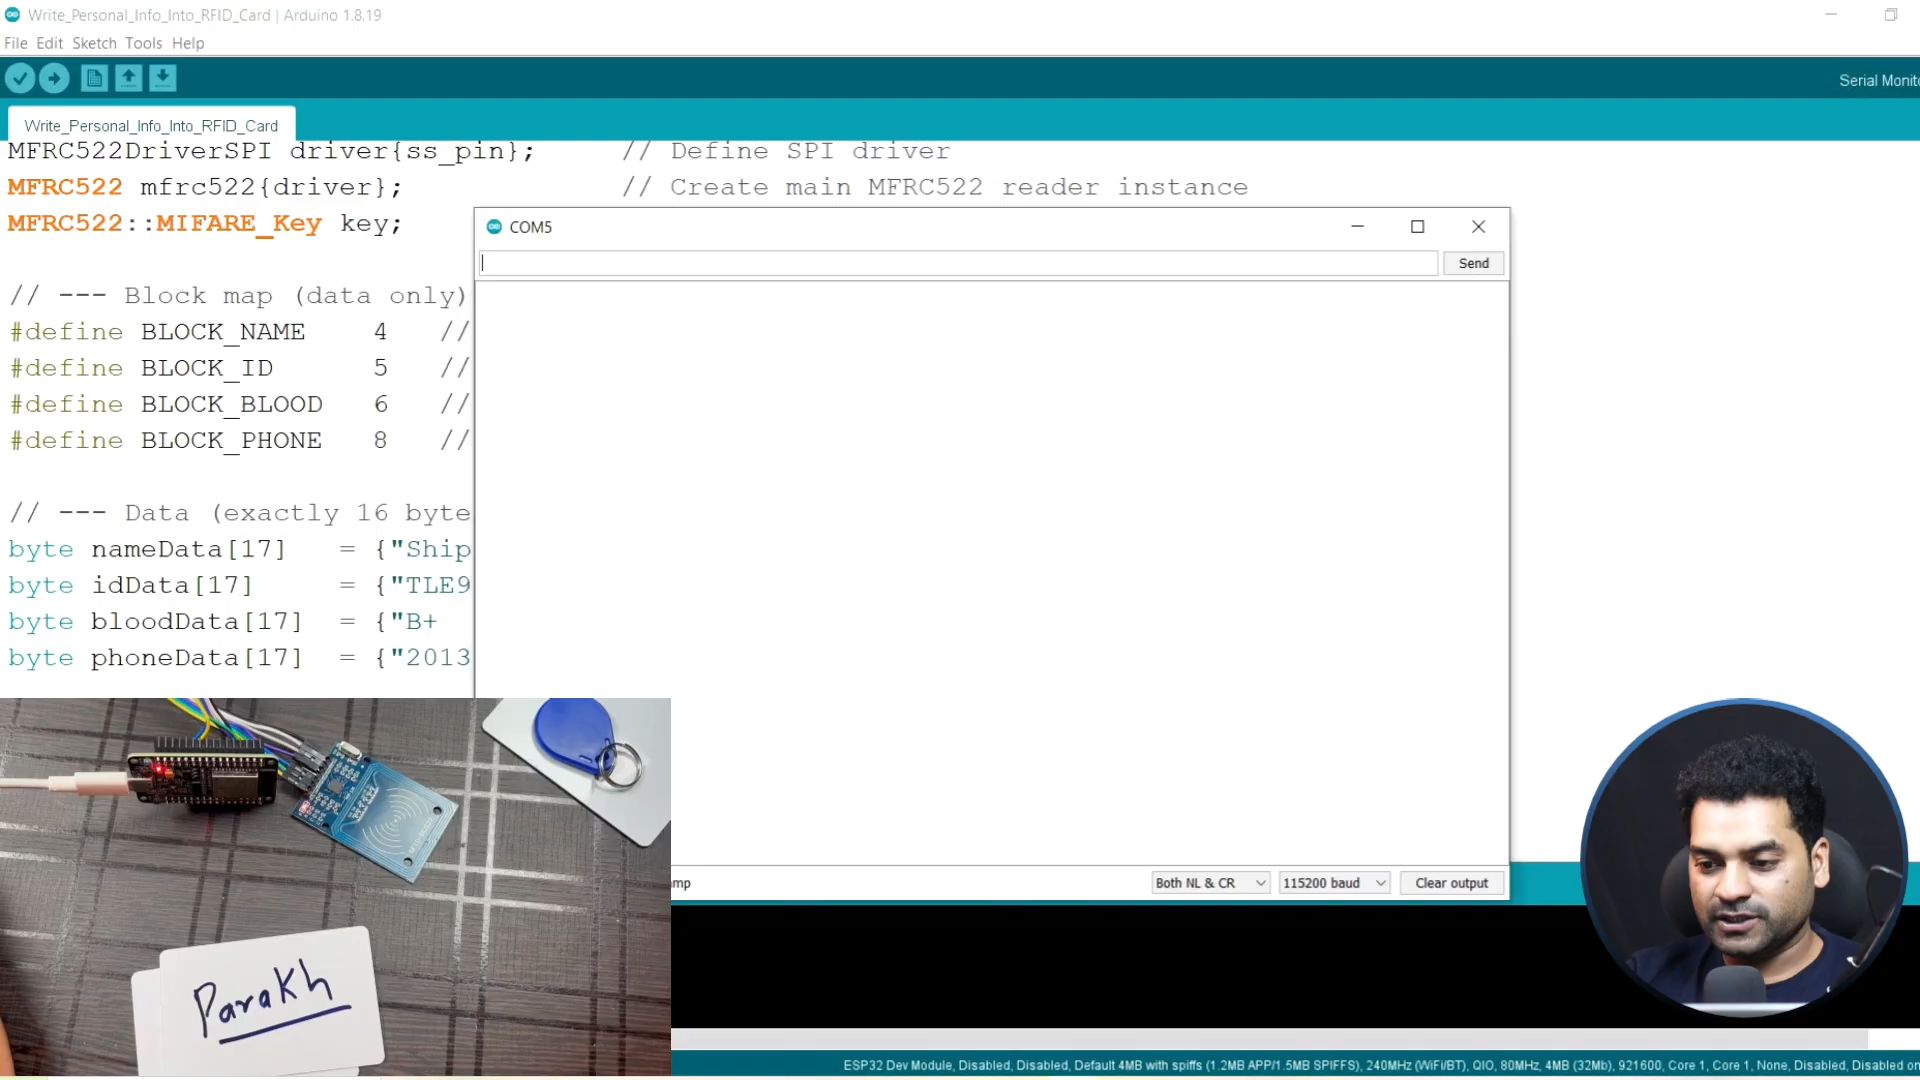 Write_Personal_Info_Into_RFID_Card | Arduino 1.8.19
File Edit Sketch Tools Help
Serial Monito
Write_Personal_Info_Into_RFID_Card
MFRC522DriverSPI driver{ss_pin}; // Define SPI driver
MFRC522 mfrc522{driver}; // Create main MFRC522 reader instance
MFRC522::MIFARE_Key key;
COM5
Send
// --- Block map (data only)
#define BLOCK_NAME 4 //
#define BLOCK_ID 5 //
#define BLOCK_BLOOD 6 //
#define BLOCK_PHONE 8 //
// --- Data (exactly 16 byte
byte nameData[17] = {"Ship
byte idData[17] = {"TLE9
byte bloodData[17] = {"B+
byte phoneData[17] = {"2013
mp
Both NL & CR
115200 baud
Clear output
Parakh
ESP32 Dev Module, Disabled, Disabled, Default 4MB with spiffs (1.2MB APP/1.5MB SPIFFS), 240MHz (WiFi/BT), QIO, 80MHz, 4MB (32Mb), 921600, Core 1, Core 1, None, Disabled, Disabled on